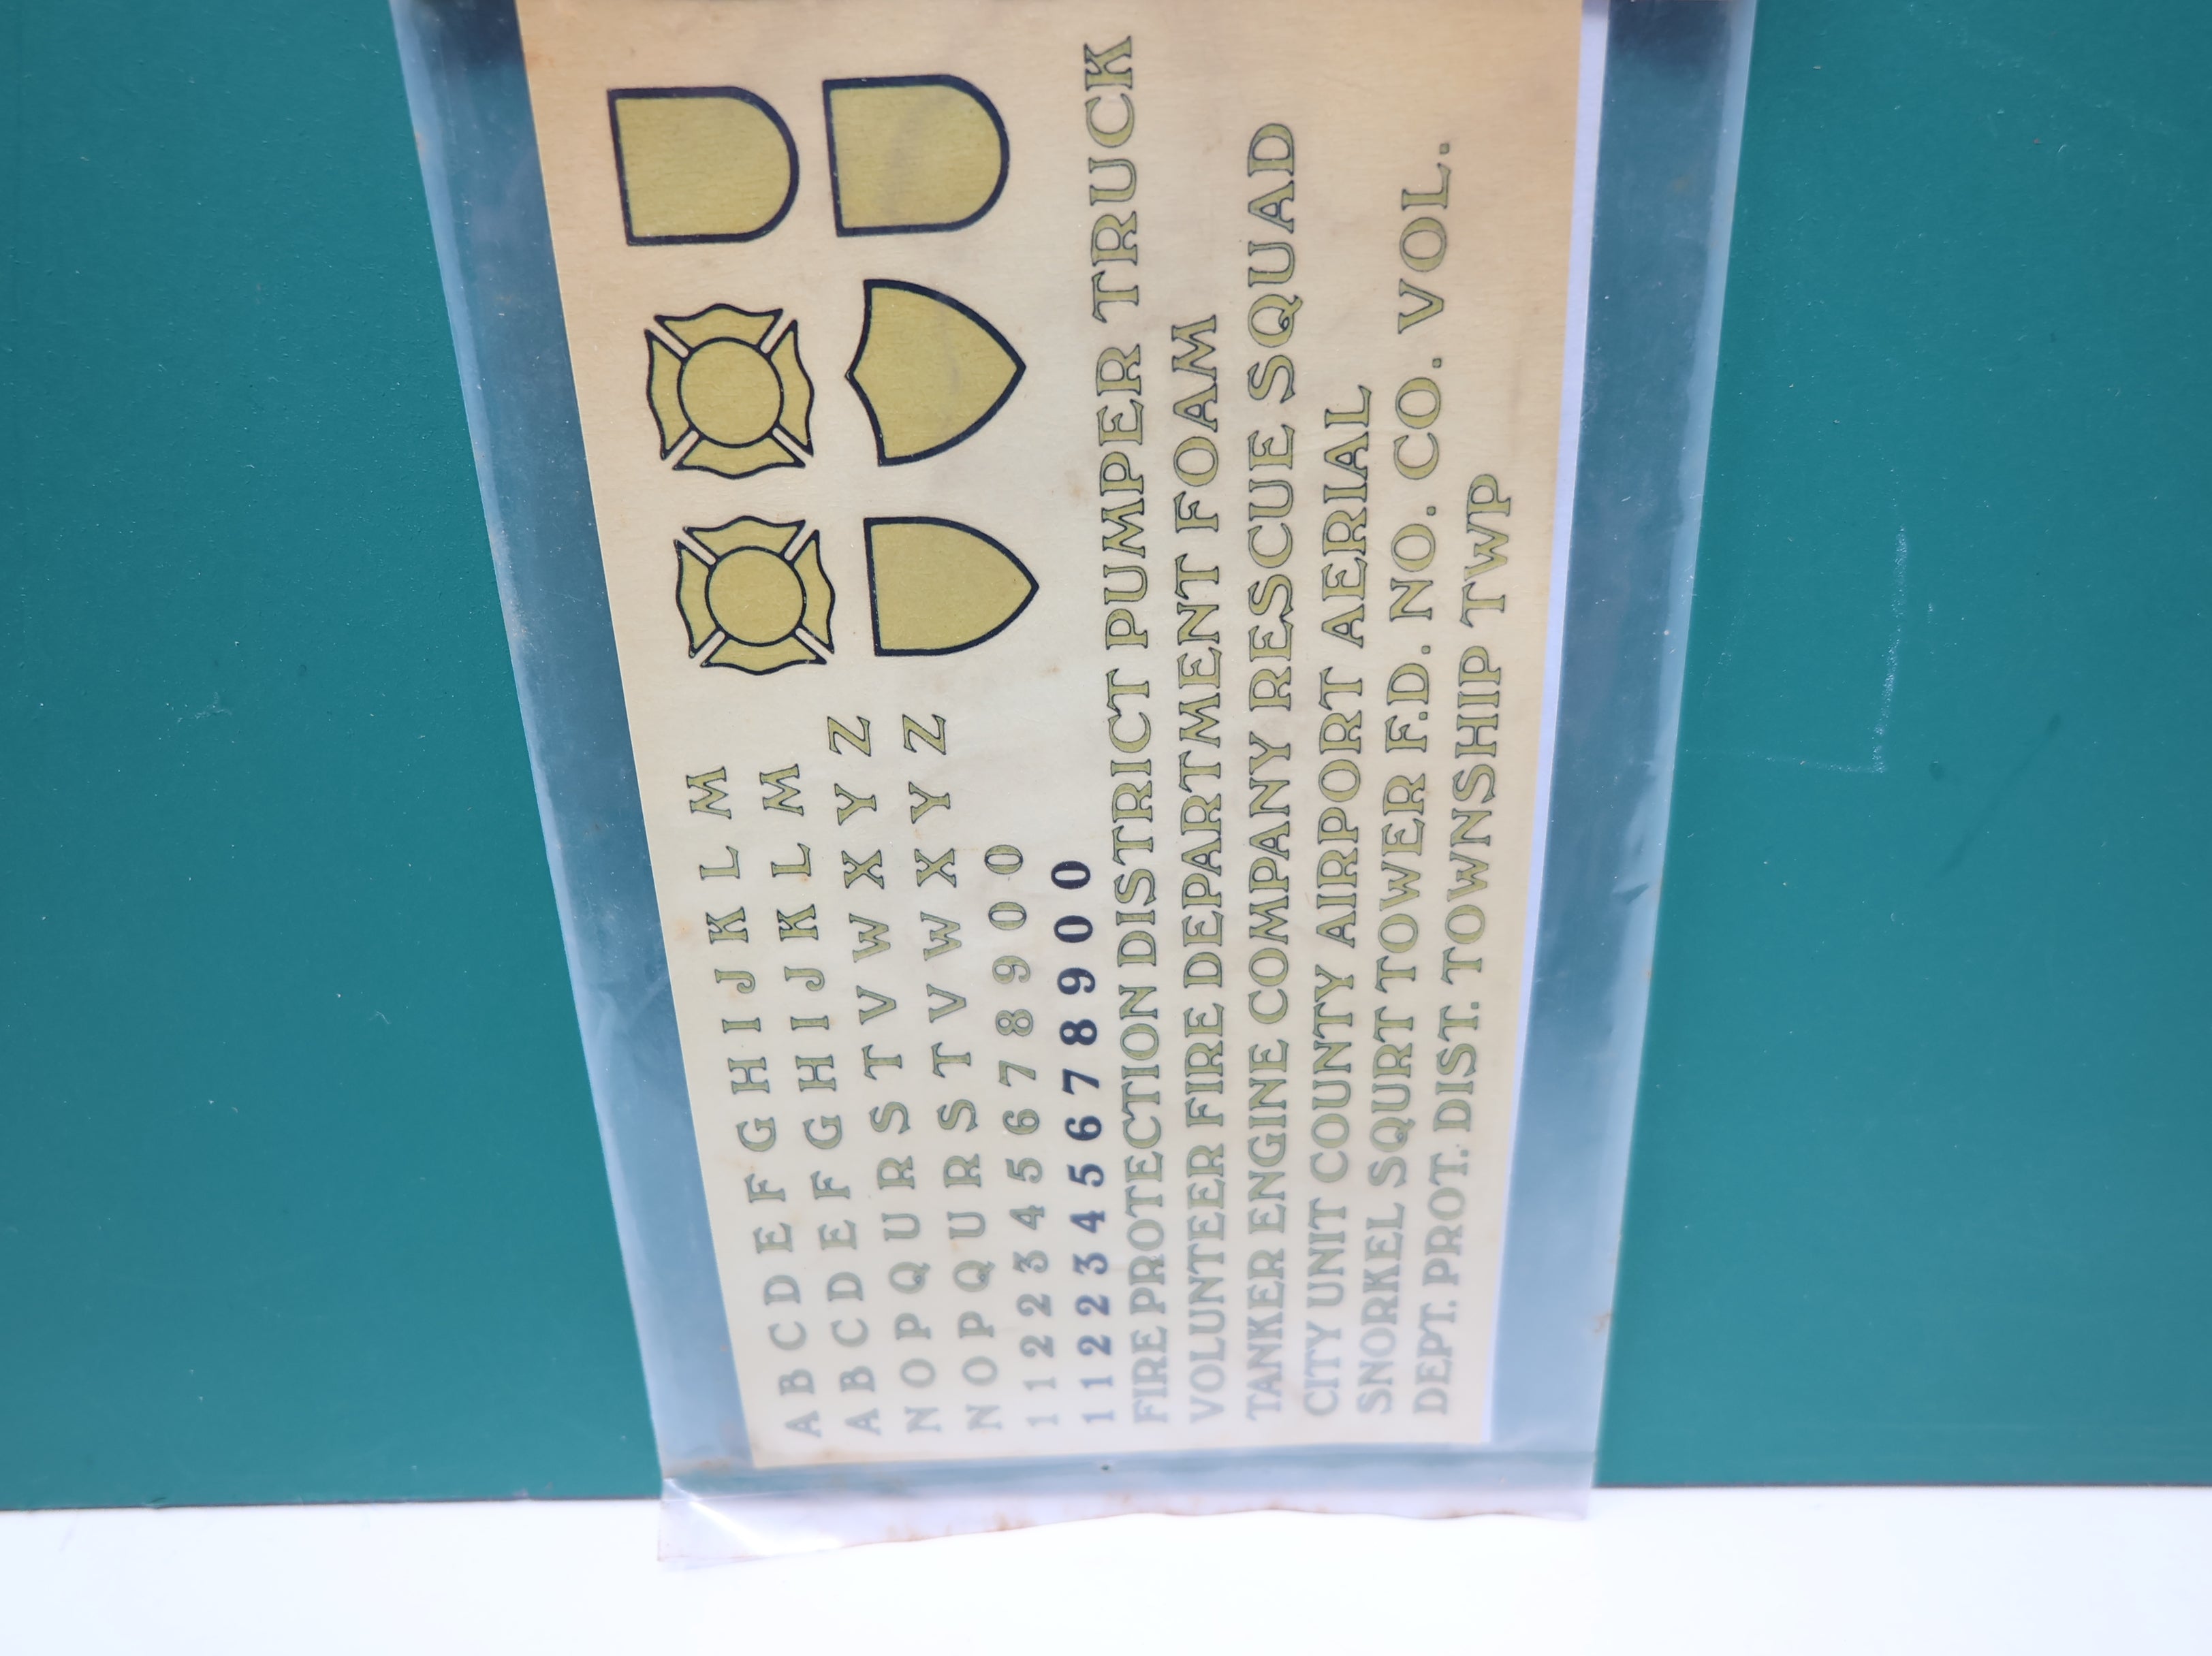 A B C D E F G H I J K L M
A B C D E F G H I J K L M
N O P Q U R S T V W X Y Z
N O P Q U R S T V W X Y Z
1 1 2 2 3 4 5 6 7 8 9 0 0
1 1 2 2 3 4 5 6 7 8 9 0 0
FIRE PROTECTION DISTRICT PUMPER TRUCK
VOLUNTEER FIRE DEPARTMENT FOAM
TANKER ENGINE COMPANY RESCUE SQUAD
CITY UNIT COUNTY AIRPORT AERIAL
SNORKEL SQURT TOWER F.D. NO. CO. VOL.
DEPT. PROT. DIST. TOWNSHIP TWP